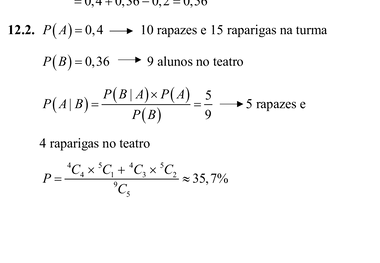 = 0,4 + 0,36 − 0,2 = 0,56
12.2. P(A) = 0,4 ⟶ 10 rapazes e 15 raparigas na turma
P(B) = 0,36 ⟶ 9 alunos no teatro
P(A | B) = P(B | A) × P(A) / P(B) = 5/9 ⟶ 5 rapazes e
4 raparigas no teatro
P = (⁴C₄ × ⁵C₁ + ⁴C₃ × ⁵C₂) / ⁹C₅ ≈ 35,7%